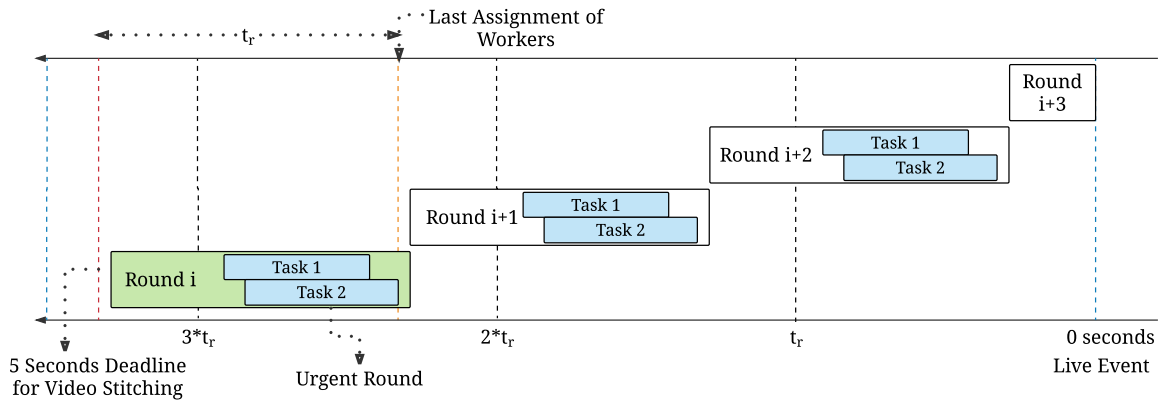 Last Assignment of
Workers
tr
Round
i+3
Round i+2
Task 1
Task 2
Round i+1
Task 1
Task 2
Round i
Task 1
Task 2
3*tr
2*tr
tr
0 seconds
Live Event
5 Seconds Deadline
for Video Stitching
Urgent Round